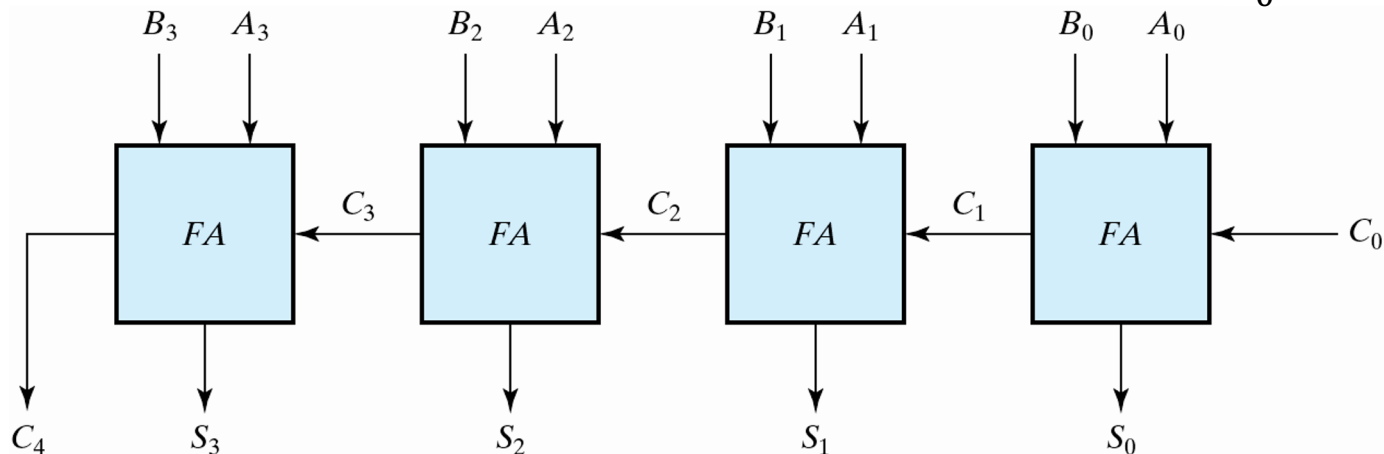 0
B₃ A₃ B₂ A₂ B₁ A₁ B₀ A₀
C₃ C₂ C₁
FA FA FA FA C₀
C₄ S₃ S₂ S₁ S₀